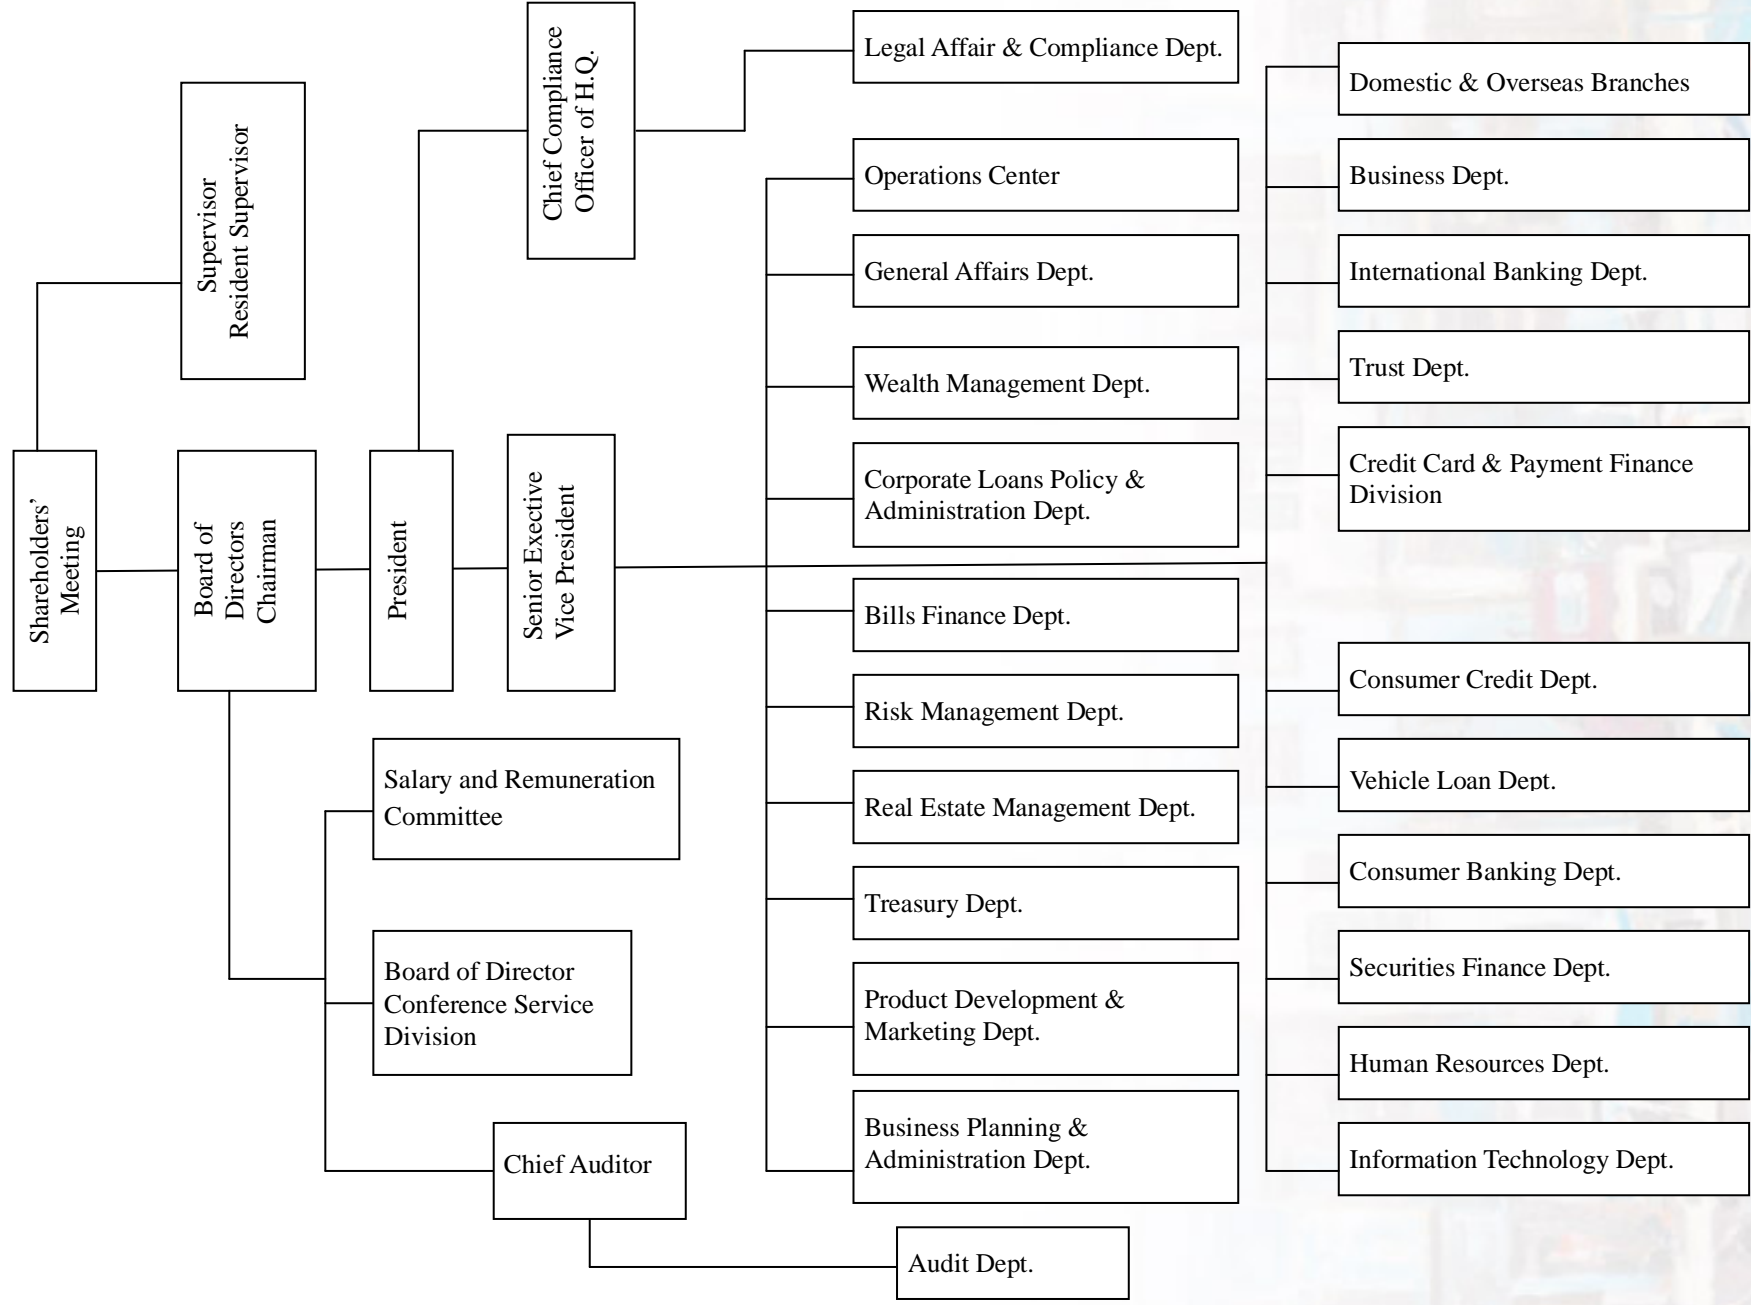 Supervisor
Resident Supervisor
Shareholders’
Meeting
Board of
Directors
Chairman
President
Chief Compliance
Officer of H.Q.
Senior Exective
Vice President
Salary and Remuneration
Committee
Board of Director
Conference Service
Division
Chief Auditor
Audit Dept.
Legal Affair & Compliance Dept.
Operations Center
General Affairs Dept.
Wealth Management Dept.
Corporate Loans Policy &
Administration Dept.
Bills Finance Dept.
Risk Management Dept.
Real Estate Management Dept.
Treasury Dept.
Product Development &
Marketing Dept.
Business Planning &
Administration Dept.
Domestic & Overseas Branches
Business Dept.
International Banking Dept.
Trust Dept.
Credit Card & Payment Finance
Division
Consumer Credit Dept.
Vehicle Loan Dept.
Consumer Banking Dept.
Securities Finance Dept.
Human Resources Dept.
Information Technology Dept.